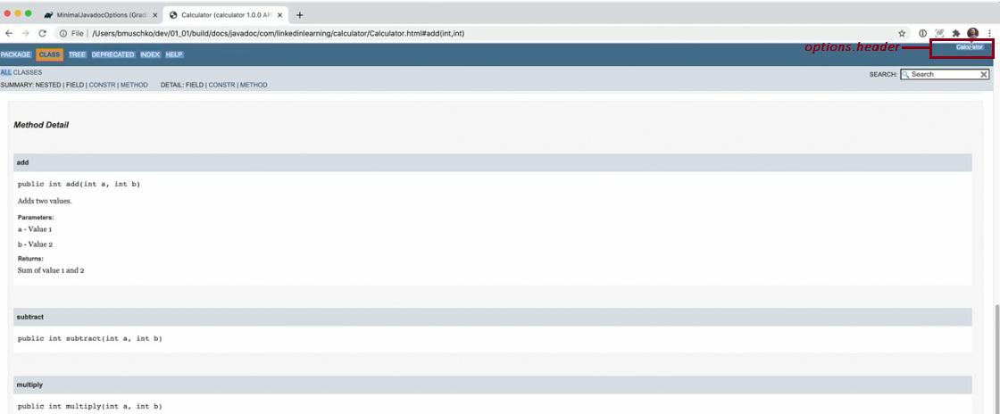 MinimalJavadocOptions (Gradl
Calculator (calculator 1.0.0 API
File | /Users/bmuschko/dev/01_01/build/docs/javadoc/com/linkedinlearning/calculator/Calculator.html#add(int,int)
options.header
Calculator
PACKAGE CLASS TREE DEPRECATED INDEX HELP
ALL CLASSES
SEARCH: Search
SUMMARY: NESTED | FIELD | CONSTR | METHOD DETAIL: FIELD | CONSTR | METHOD
Method Detail
add
public int add(int a, int b)
Adds two values.
Parameters:
a - Value 1
b - Value 2
Returns:
Sum of value 1 and 2
subtract
public int subtract(int a, int b)
multiply
public int multiply(int a, int b)